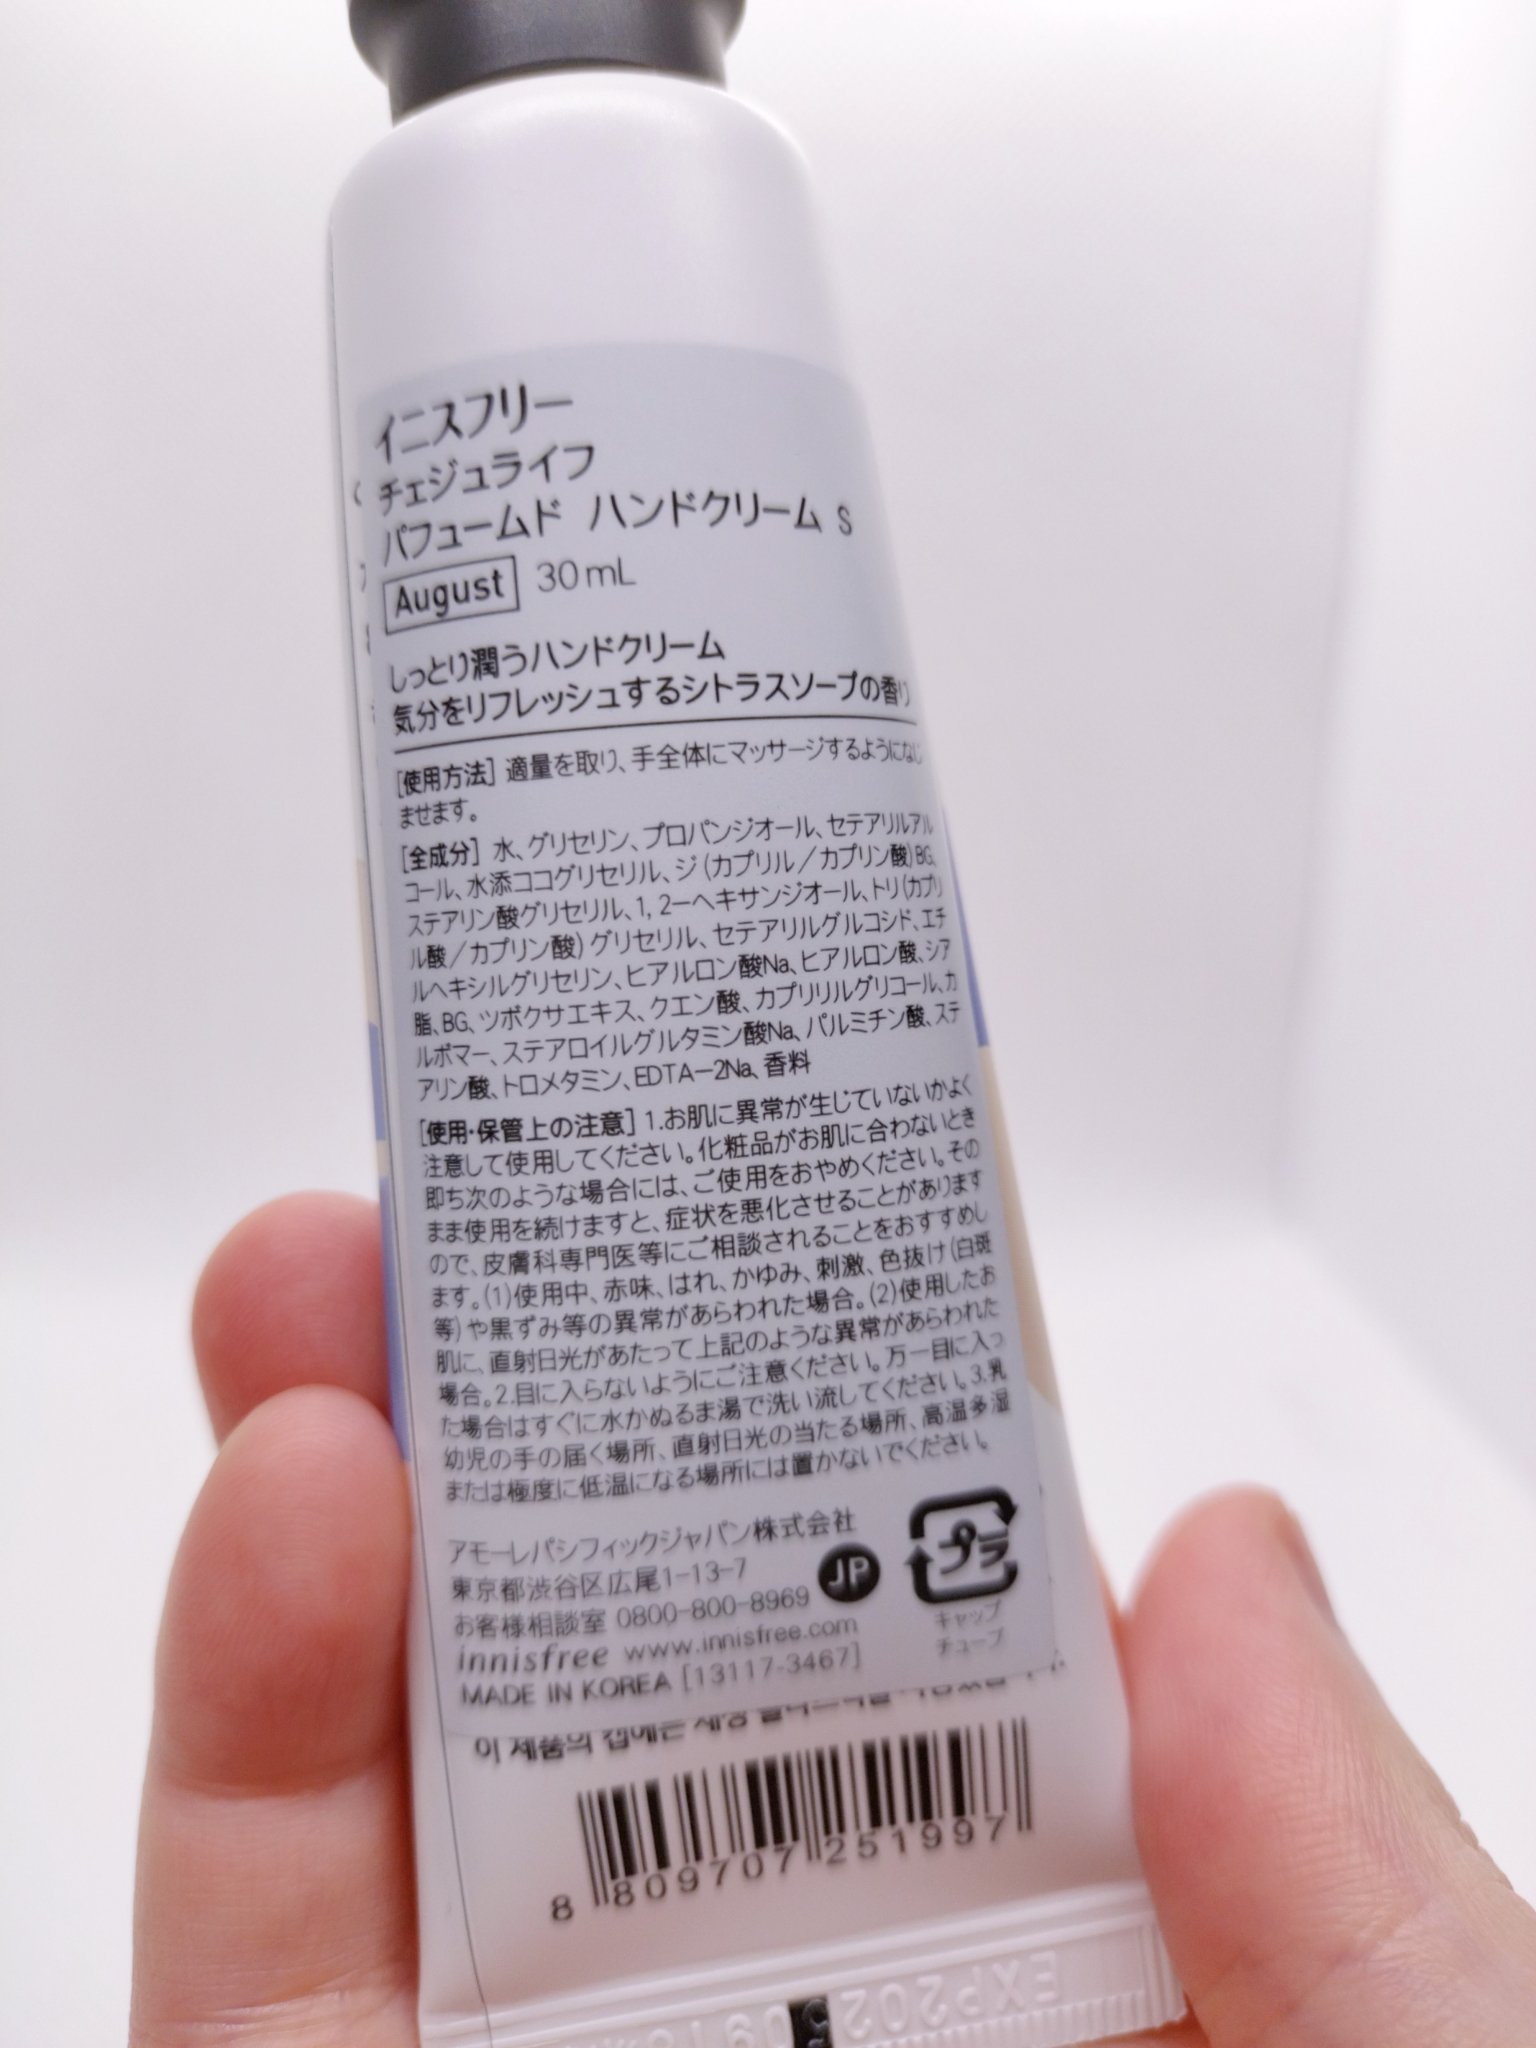 イニスフリー
チェジュライフ
パフュームド ハンドクリーム S
August 30mL
しっとり潤うハンドクリーム
気分をリフレッシュするシトラスソープの香り
[使用方法] 適量を取り、手全体にマッサージするようになじ
ませます。
[全成分] 水、グリセリン、プロパンジオール、セテアリルアル
コール、水添ココグリセリル、ジ(カプリル/カプリン酸)BG、
ステアリン酸グリセリル、1, 2-ヘキサンジオール、トリ(カプリ
ル酸/カプリン酸)グリセリル、セテアリルグルコシド、エチ
ルヘキシルグリセリン、ヒアルロン酸Na、ヒアルロン酸、シア
脂、BG、ツボクサエキス、クエン酸、カプリリルグリコール、カ
ルボマー、ステアロイルグルタミン酸Na、パルミチン酸、ステ
アリン酸、トロメタミン、EDTA-2Na、香料
[使用・保管上の注意] 1.お肌に異常が生じていないかよく
注意して使用してください。化粧品がお肌に合わないとき
即ち次のような場合には、ご使用をおやめください。その
まま使用を続けますと、症状を悪化させることがあります
ので、皮膚科専門医等にご相談されることをおすすめし
ます。(1)使用中、赤味、はれ、かゆみ、刺激、色抜け(白斑
等)や黒ずみ等の異常があらわれた場合。(2)使用したお
肌に、直射日光があたって上記のような異常があらわれた
場合。2.目に入らないようにご注意ください。万一目に入っ
た場合はすぐに水かぬるま湯で洗い流してください。3.乳
幼児の手の届く場所、直射日光の当たる場所、高温多湿
または極度に低温になる場所には置かないでください。
アモーレパシフィックジャパン株式会社
東京都渋谷区広尾1-13-7
お客様相談室 0800-800-8969
innisfree www.innisfree.com
MADE IN KOREA [13117-3467]
JP
プラ
キャップ
チューブ
이 제품의 캡에는 재생
8 809707 251997